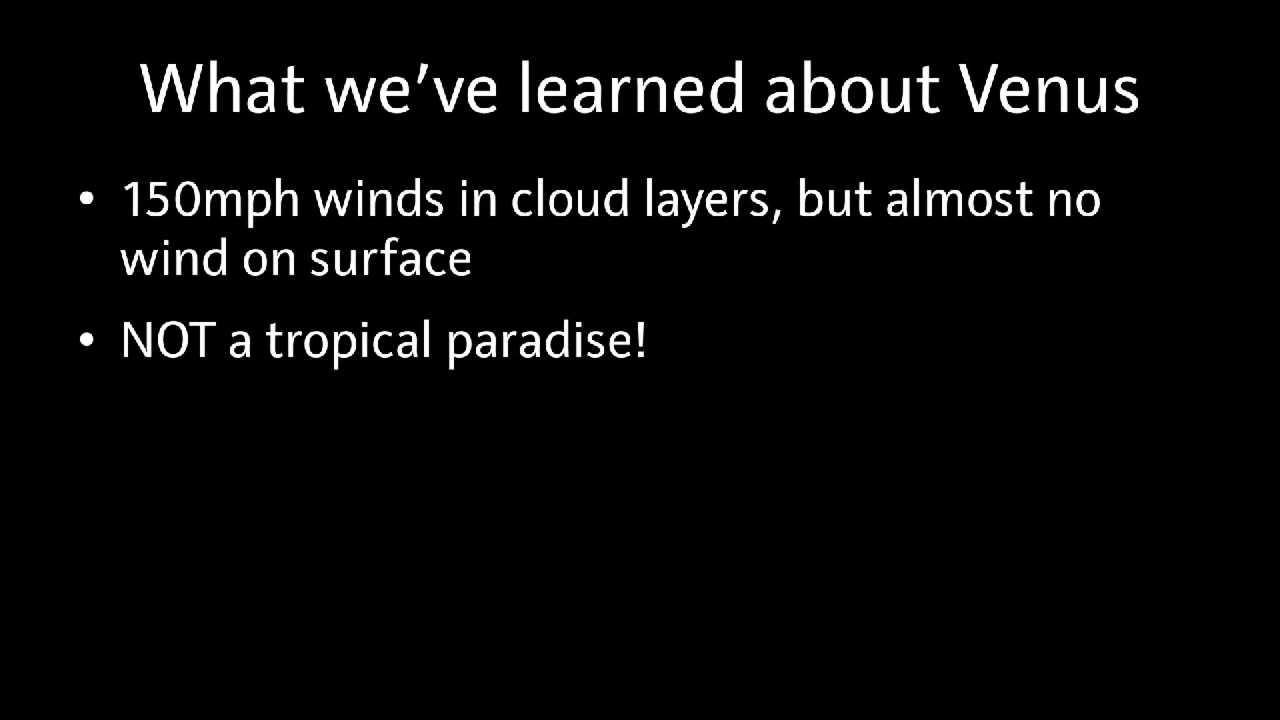 What we’ve learned about Venus
• 150mph winds in cloud layers, but almost no
wind on surface
• NOT a tropical paradise!